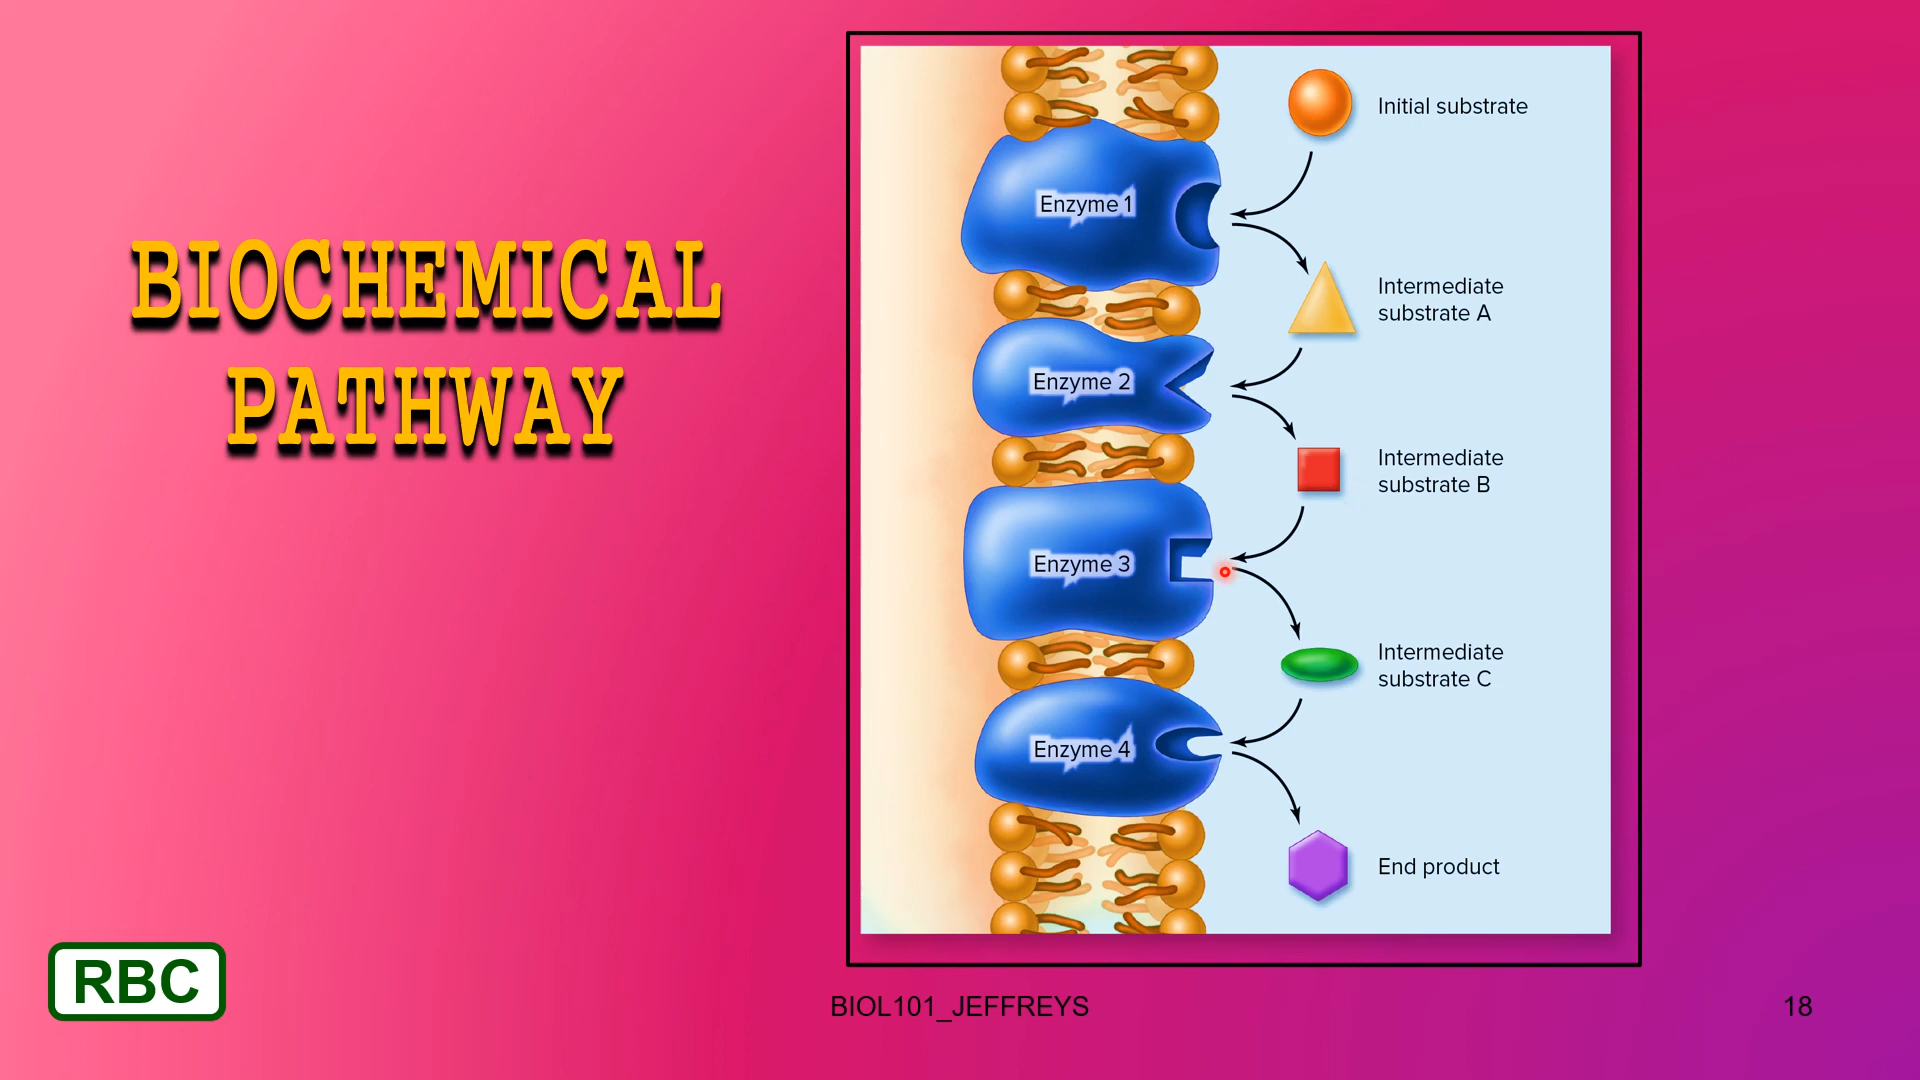 BIOCHEMICAL
PATHWAY
Initial substrate
Enzyme 1
Intermediate
substrate A
Enzyme 2
Intermediate
substrate B
Enzyme 3
Intermediate
substrate C
Enzyme 4
End product
RBC
BIOL101_JEFFREYS
18